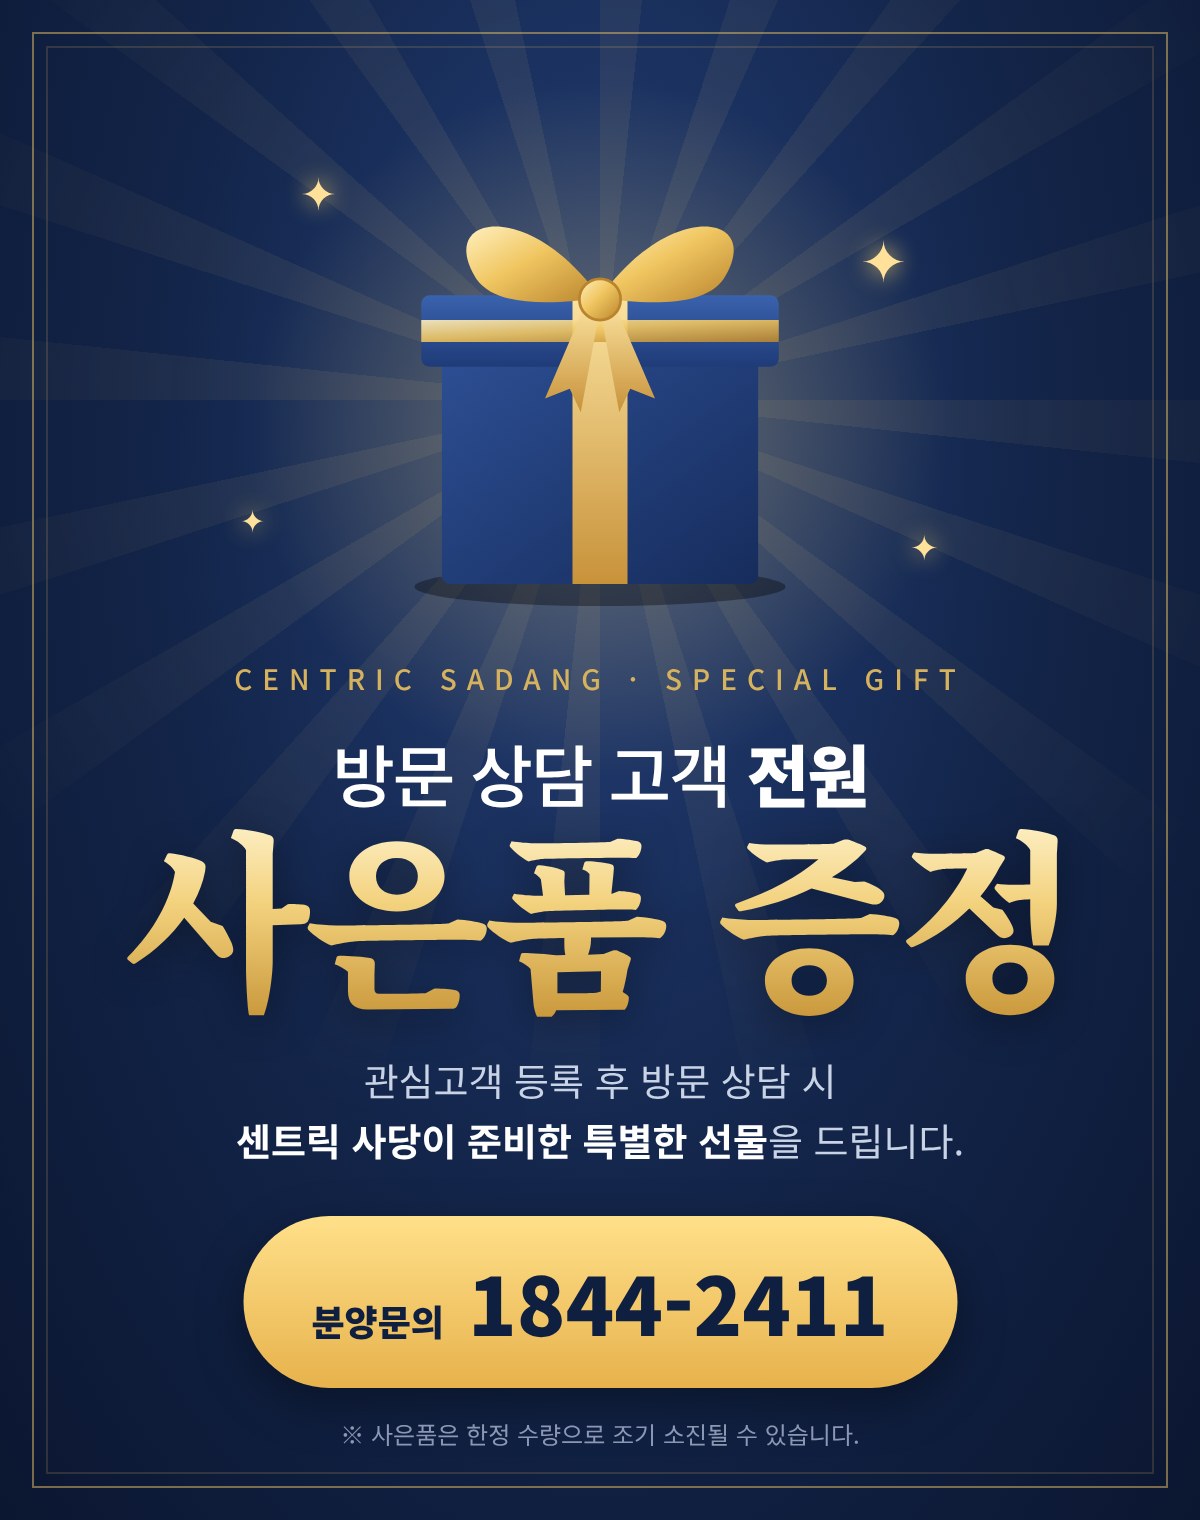 CENTRIC SADANG · SPECIAL GIFT
방문 상담 고객 전원
사은품 증정
관심고객 등록 후 방문 상담 시
센트릭 사당이 준비한 특별한 선물을 드립니다.
분양문의 1844-2411
※ 사은품은 한정 수량으로 조기 소진될 수 있습니다.